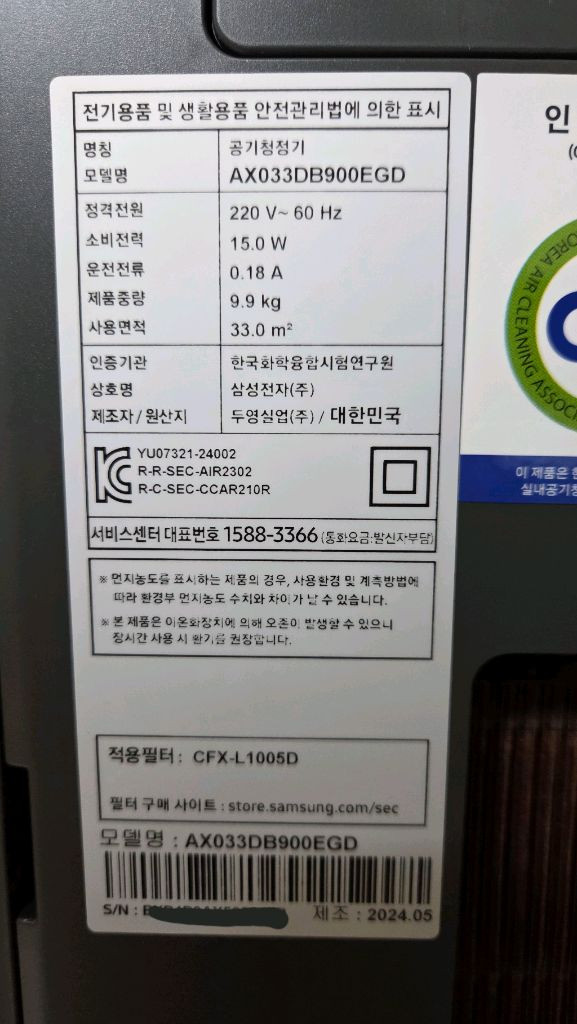 전기용품 및 생활용품 안전관리법에 의한 표시
명칭 공기청정기
모델명 AX033DB900EGD
정격전원 220 V~ 60 Hz
소비전력 15.0 W
운전전류 0.18 A
제품중량 9.9 kg
사용면적 33.0 m²
인증기관 한국화학융합시험연구원
상호명 삼성전자(주)
제조자/원산지 두영실업(주) / 대한민국
YU07321-24002
R-R-SEC-AIR2302
R-C-SEC-CCAR210R
서비스센터 대표번호 1588-3366 (통화요금:발신자부담)
※ 먼지농도를 표시하는 제품의 경우, 사용환경 및 계측방법에
따라 환경부 먼지농도 수치와 차이가 날 수 있습니다.
※ 본 제품은 이온화장치에 의해 오존이 발생할 수 있으니
장시간 사용 시 환기를 권장합니다.
적용필터 : CFX-L1005D
필터 구매 사이트 : store.samsung.com/sec
모델명 : AX033DB900EGD
S/N :
제조 : 2024.05
인
KOREA AIR CLEANING ASSOC
이 제품은
실내공기